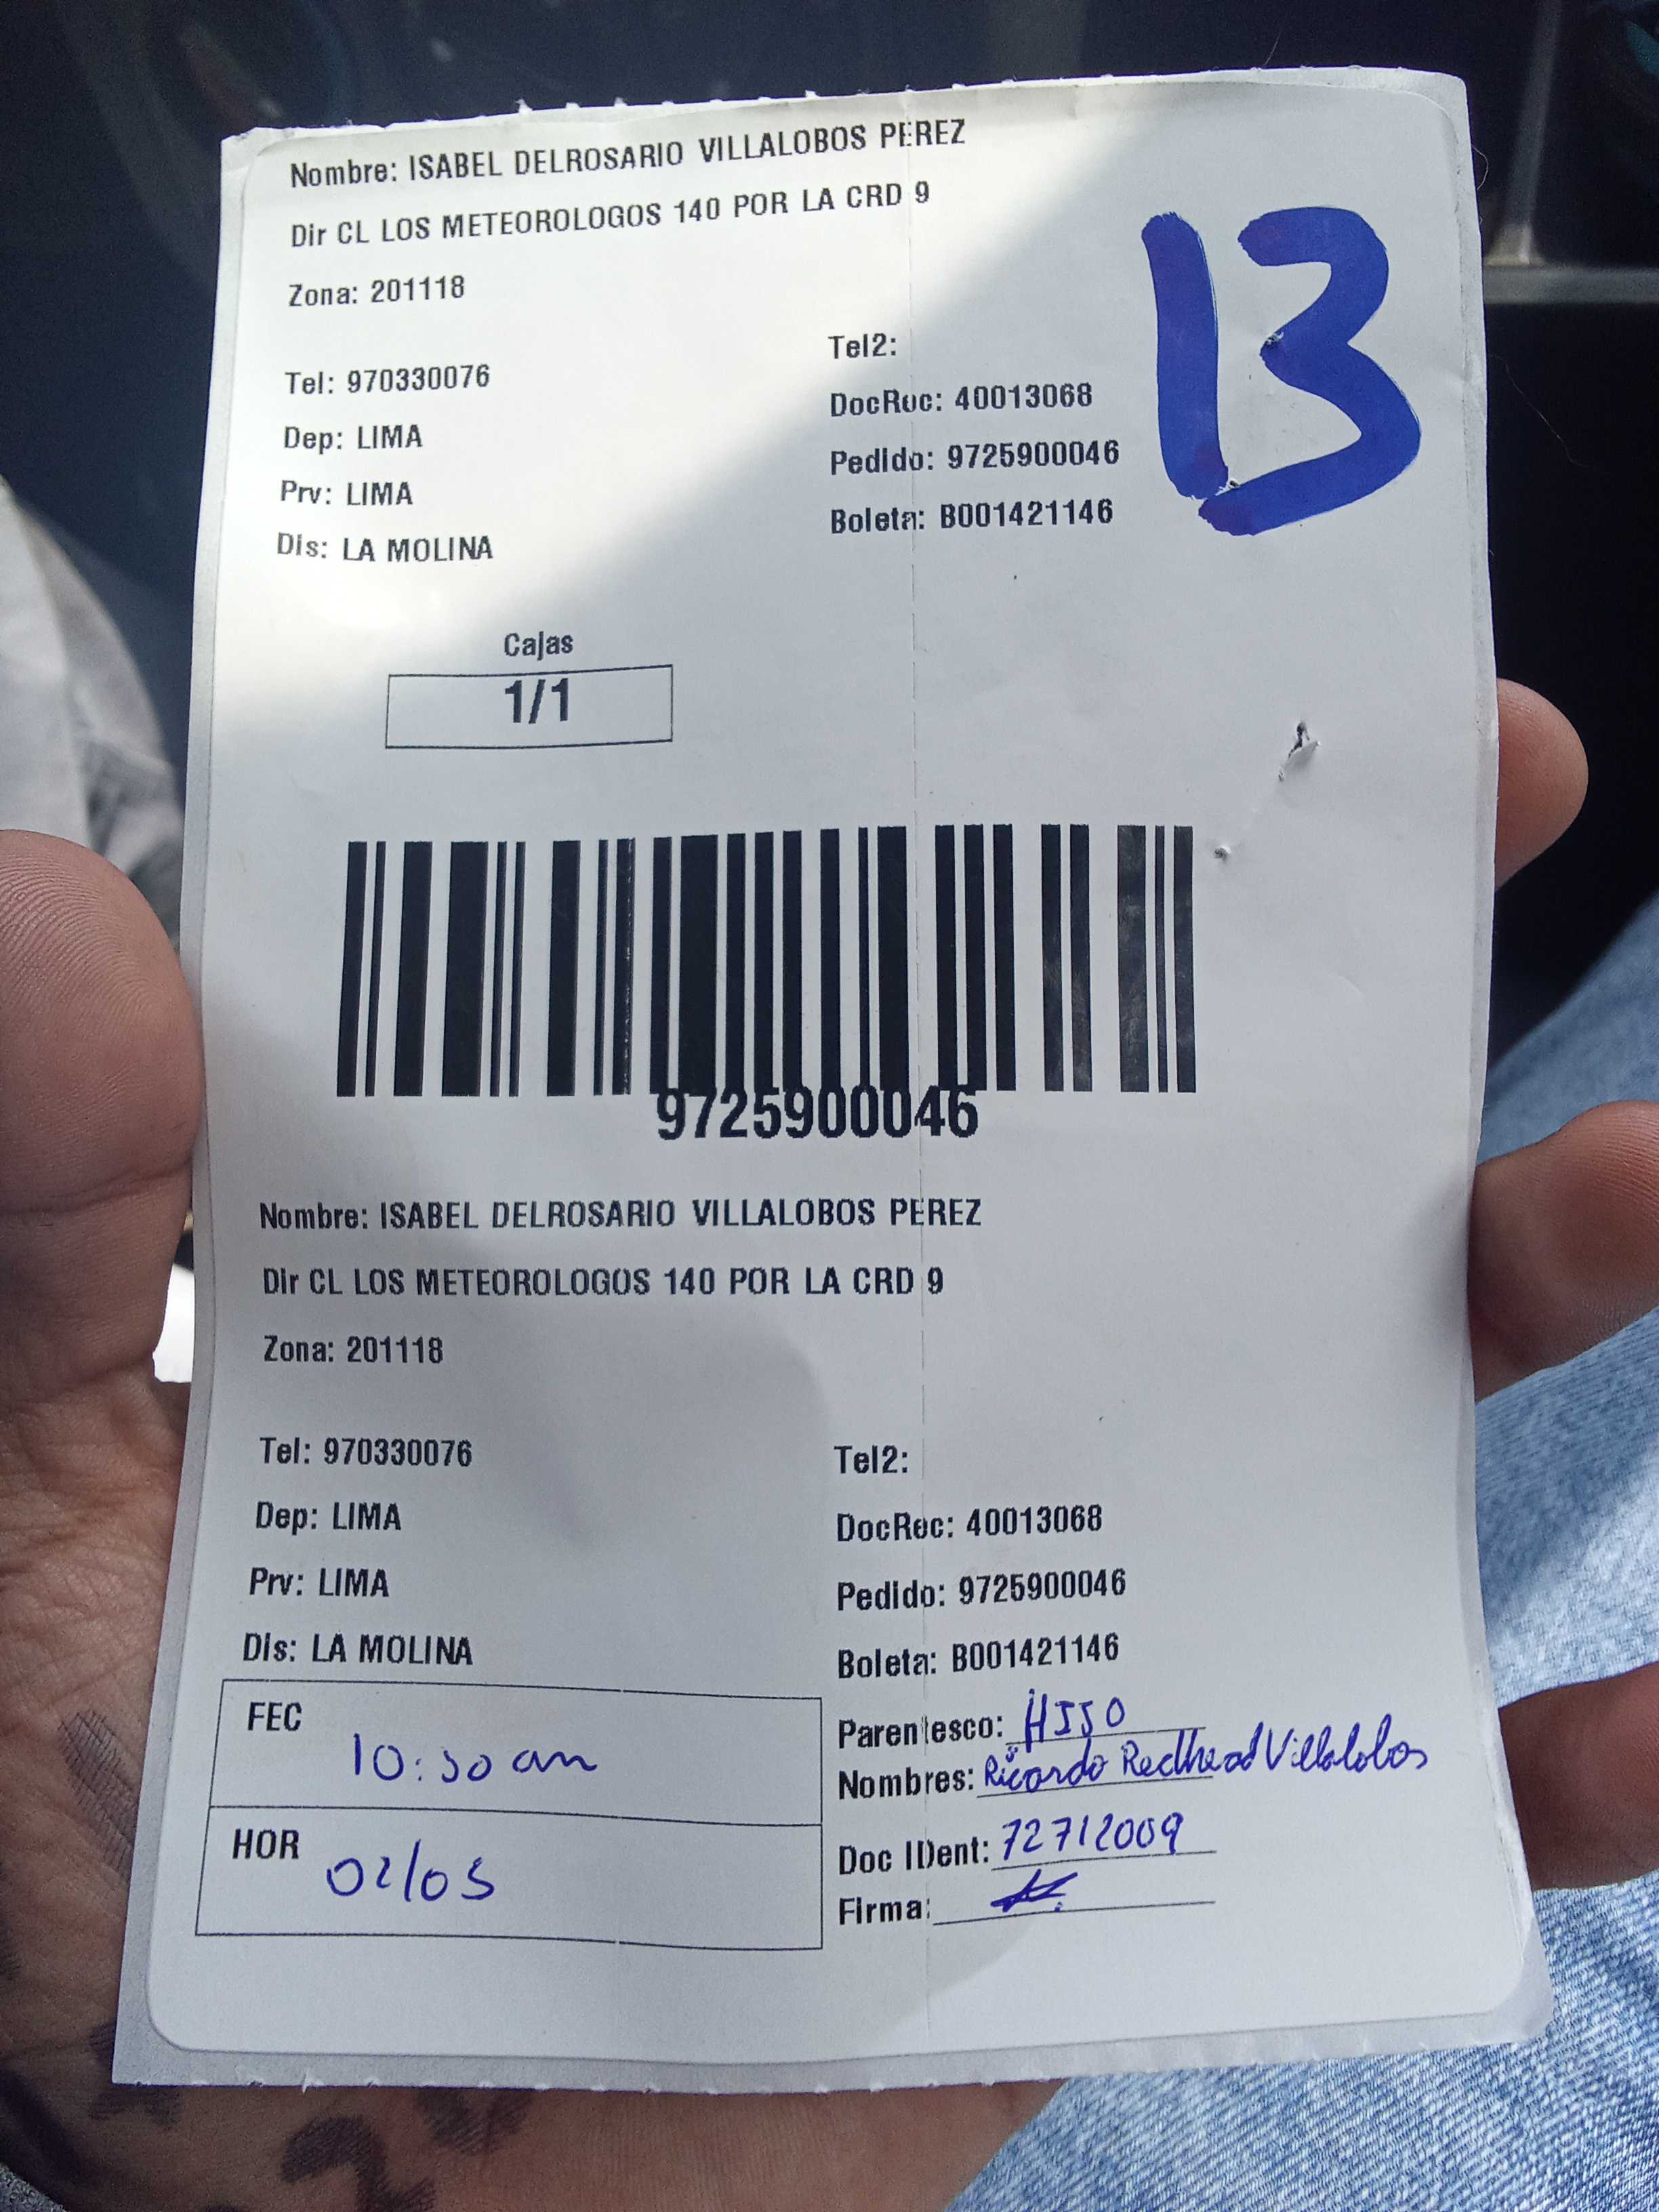 Nombre: ISABEL DELROSARIO VILLALOBOS PEREZ
Dir CL LOS METEOROLOGOS 140 POR LA CRD 9
Zona: 201118
13
Tel: 970330076
Tel2:
Dep: LIMA
DocRec: 40013068
Prv: LIMA
Pedido: 9725900046
Dis: LA MOLINA
Boleta: B001421146
Cajas
1/1
9725900046
Nombre: ISABEL DELROSARIO VILLALOBOS PEREZ
Dir CL LOS METEOROLOGOS 140 POR LA CRD 9
Zona: 201118
Tel: 970330076
Tel2:
Dep: LIMA
DocRec: 40013068
Prv: LIMA
Pedido: 9725900046
Dis: LA MOLINA
Boleta: B001421146
FEC 10:30 am
HOR 02/05
Parentesco: HIJO
Nombres: Ricardo Redhead Villalobos
Doc IDent: 72712009
Firma: